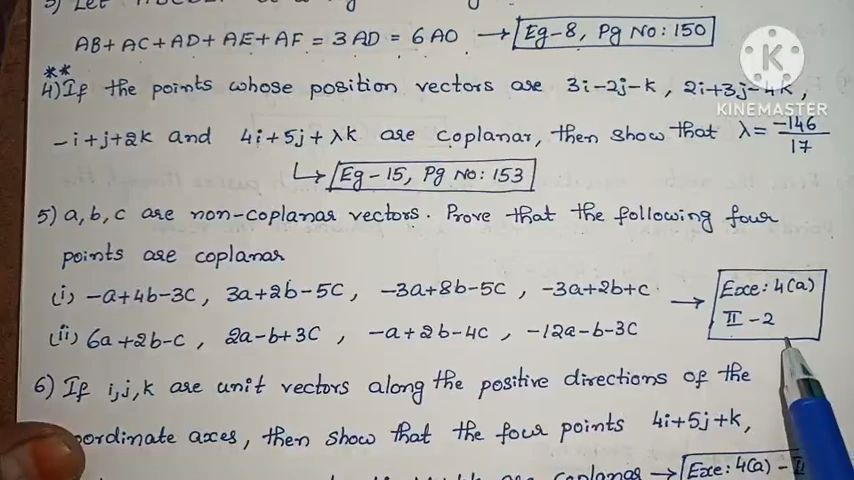 AB+AC+AD+AE+AF = 3AD = 6AO → Eg-8, Pg No: 150
KINEMASTER
**
4) If the points whose position vectors are 3i-2j-k, 2i+3j-4k,
-i+j+2k and 4i+5j+λk are coplanar, then show that λ = -146/17
Eg-15, Pg No: 153
5) a, b, c are non-coplanar vectors. Prove that the following four
points are coplanar
(i) -a+4b-3c, 3a+2b-5c, -3a+8b-5c, -3a+2b+c → Exe: 4(a)
II - 2
(ii) 6a+2b-c, 2a-b+3c, -a+2b-4c, -12a-b-3c
6) If i, j, k are unit vectors along the positive directions of the
ordinate axes, then show that the four points 4i+5j+k,
coplanar → Exe: 4(a) - II